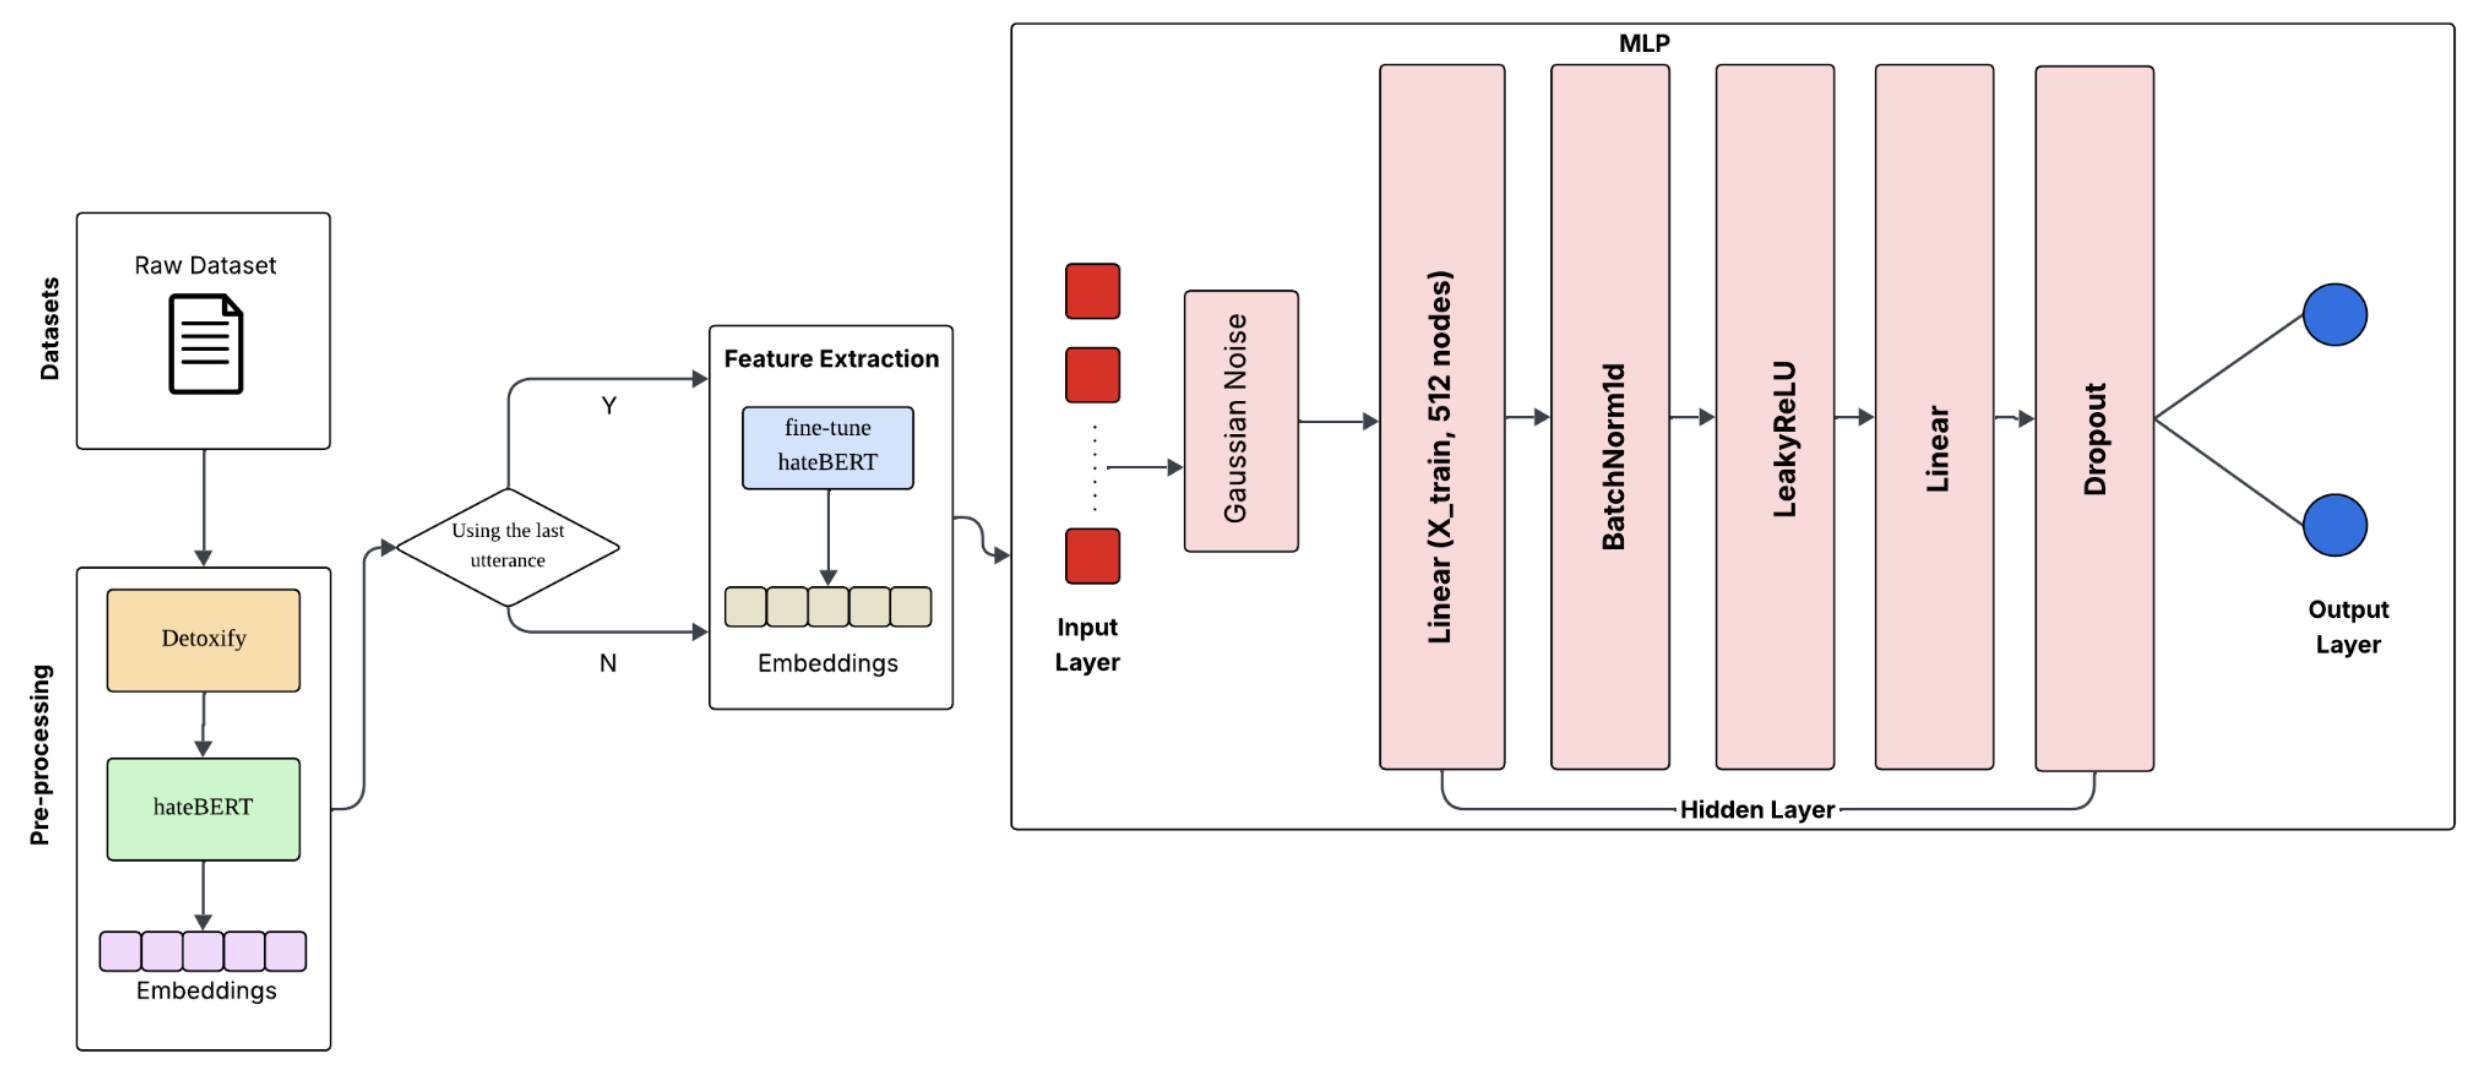 Datasets
Raw Dataset
Pre-processing
Detoxify
hateBERT
Embeddings
Using the last
utterance
Y
N
Feature Extraction
fine-tune
hateBERT
Embeddings
MLP
Input
Layer
Gaussian Noise
Linear (X_train, 512 nodes)
BatchNorm1d
LeakyReLU
Linear
Dropout
Hidden Layer
Output
Layer